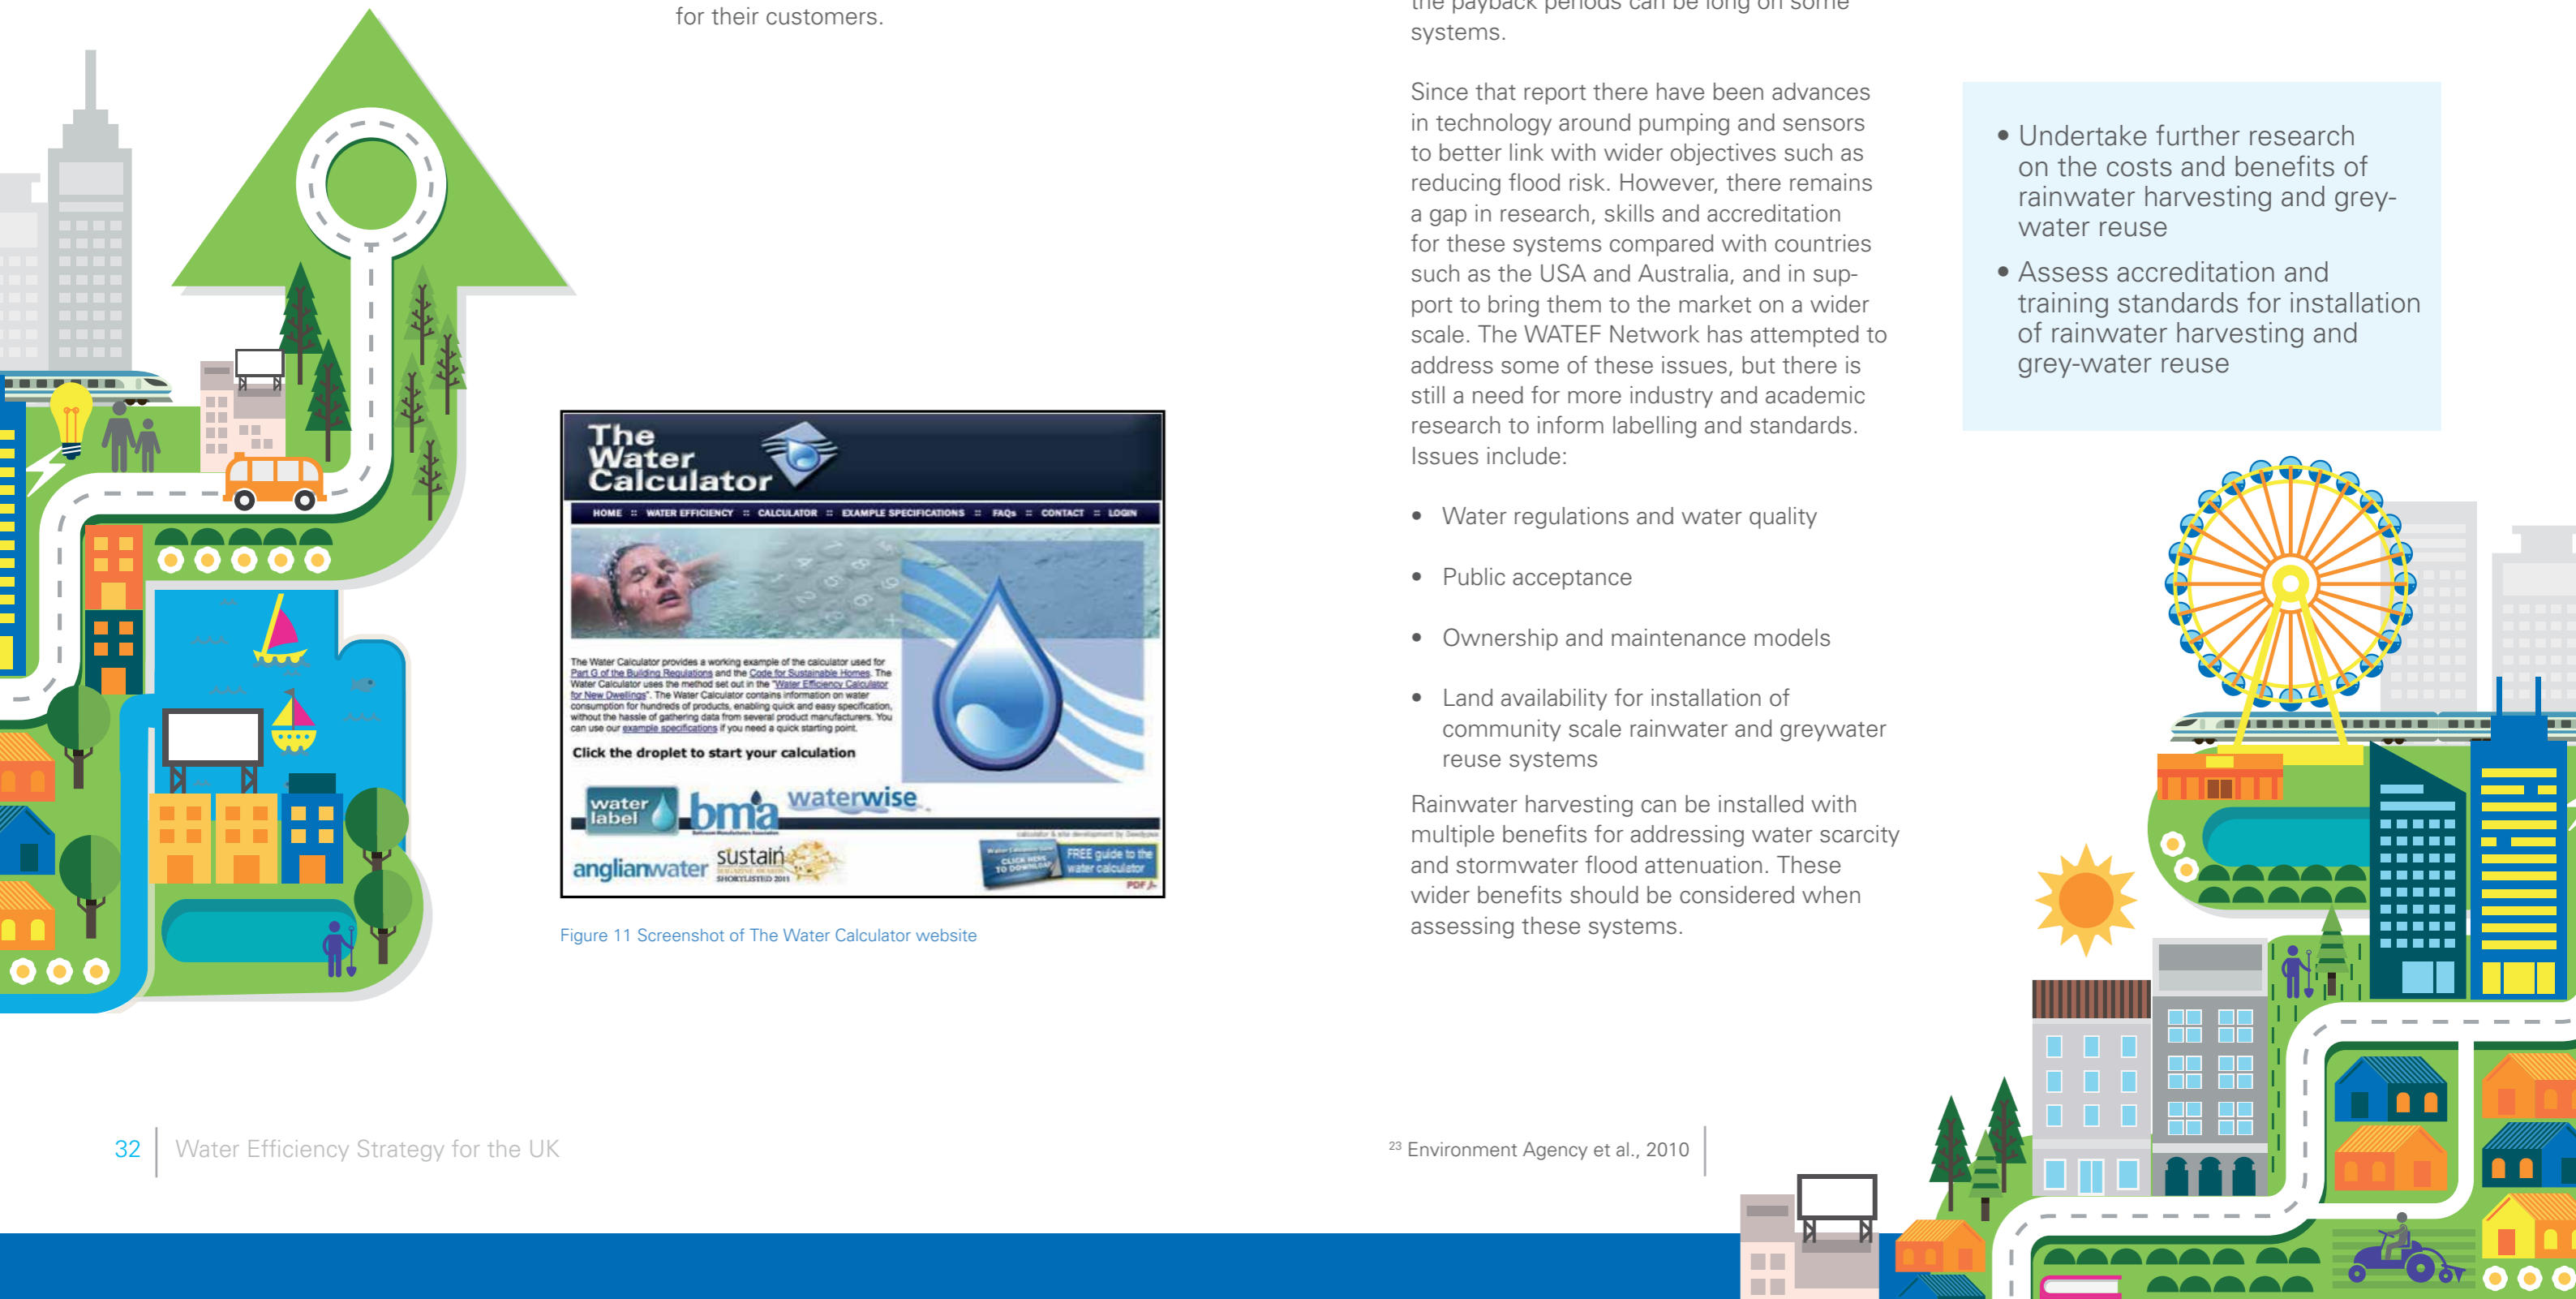 for their customers.
The
Water
Calculator
HOME :: WATER EFFICIENCY :: CALCULATOR :: EXAMPLE SPECIFICATIONS :: FAQs :: CONTACT :: LOGIN
The Water Calculator provides a working example of the calculator used for
Part G of the Building Regulations and the Code for Sustainable Homes. The
Water Calculator uses the method set out in the "Water Efficiency Calculator
for New Dwellings". The Water Calculator contains information on water
consumption for hundreds of products, enabling quick and easy specification,
without the hassle of gathering data from several product manufacturers. You
can use our example specifications if you need a quick starting point.
Click the droplet to start your calculation
water
label
bma
waterwise
anglianwater
sustain
SHORTLISTED 2011
CLICK HERE
TO DOWNLOAD
FREE guide to the
water calculator
PDF
Figure 11 Screenshot of The Water Calculator website
32
Water Efficiency Strategy for the UK
the payback periods can be long on some
systems.
Since that report there have been advances
in technology around pumping and sensors
to better link with wider objectives such as
reducing flood risk. However, there remains
a gap in research, skills and accreditation
for these systems compared with countries
such as the USA and Australia, and in sup-
port to bring them to the market on a wider
scale. The WATEF Network has attempted to
address some of these issues, but there is
still a need for more industry and academic
research to inform labelling and standards.
Issues include:
• Water regulations and water quality
• Public acceptance
• Ownership and maintenance models
• Land availability for installation of
community scale rainwater and greywater
reuse systems
Rainwater harvesting can be installed with
multiple benefits for addressing water scarcity
and stormwater flood attenuation. These
wider benefits should be considered when
assessing these systems.
23 Environment Agency et al., 2010
• Undertake further research
on the costs and benefits of
rainwater harvesting and grey-
water reuse
• Assess accreditation and
training standards for installation
of rainwater harvesting and
grey-water reuse